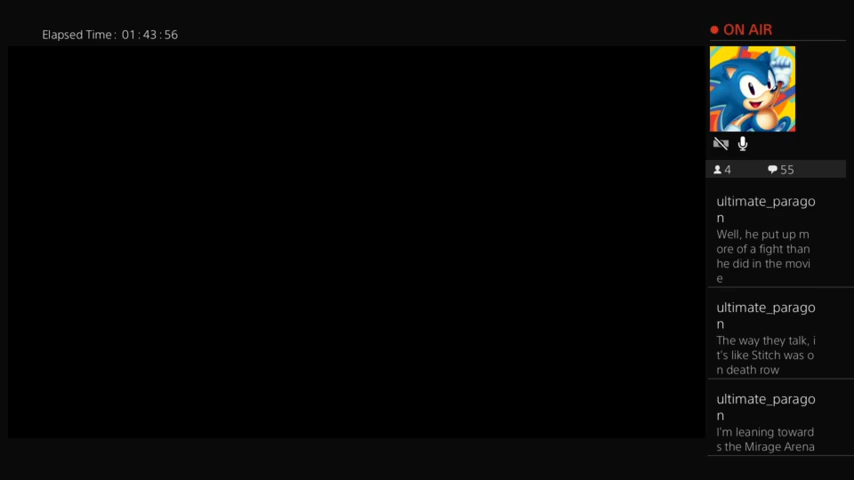 Elapsed Time: 01:43:56
ON AIR
4 55
ultimate_parago
n
Well, he put up m
ore of a fight than
he did in the movi
e
ultimate_parago
n
The way they talk, i
t's like Stitch was o
n death row
ultimate_parago
n
I'm leaning toward
s the Mirage Arena